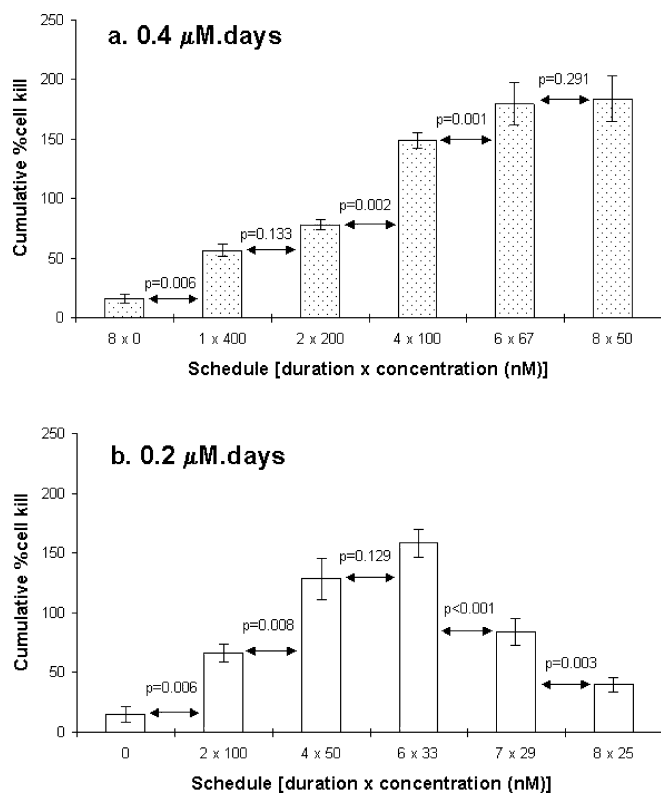 a. 0.4 µM.days
250
200
150
100
50
0
Cumulative %cell kill
p=0.006
p=0.133
p=0.002
p=0.001
p=0.291
8 x 0
1 x 400
2 x 200
4 x 100
6 x 67
8 x 50
Schedule [duration x concentration (nM)]
b. 0.2 µM.days
250
200
150
100
50
0
Cumulative %cell kill
p=0.006
p=0.008
p=0.129
p<0.001
p=0.003
0
2 x 100
4 x 50
6 x 33
7 x 29
8 x 25
Schedule [duration x concentration (nM)]